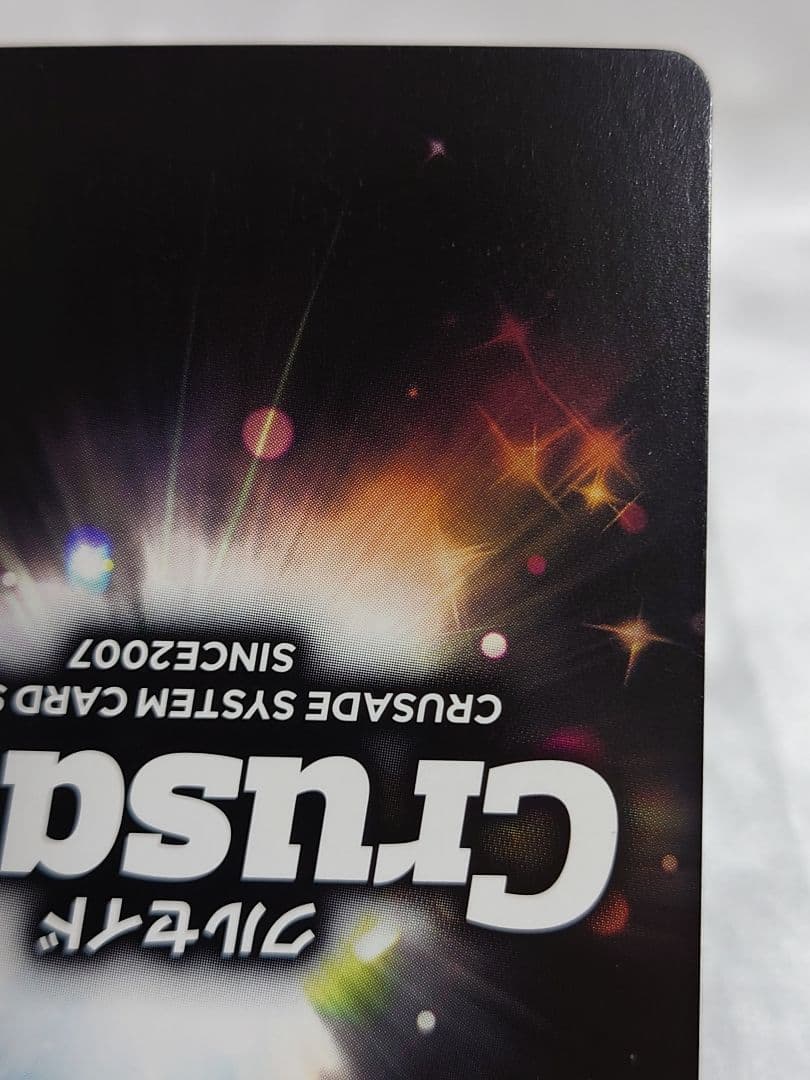 クルセイド
Crusa
CRUSADE SYSTEM CARD S
SINCE2007